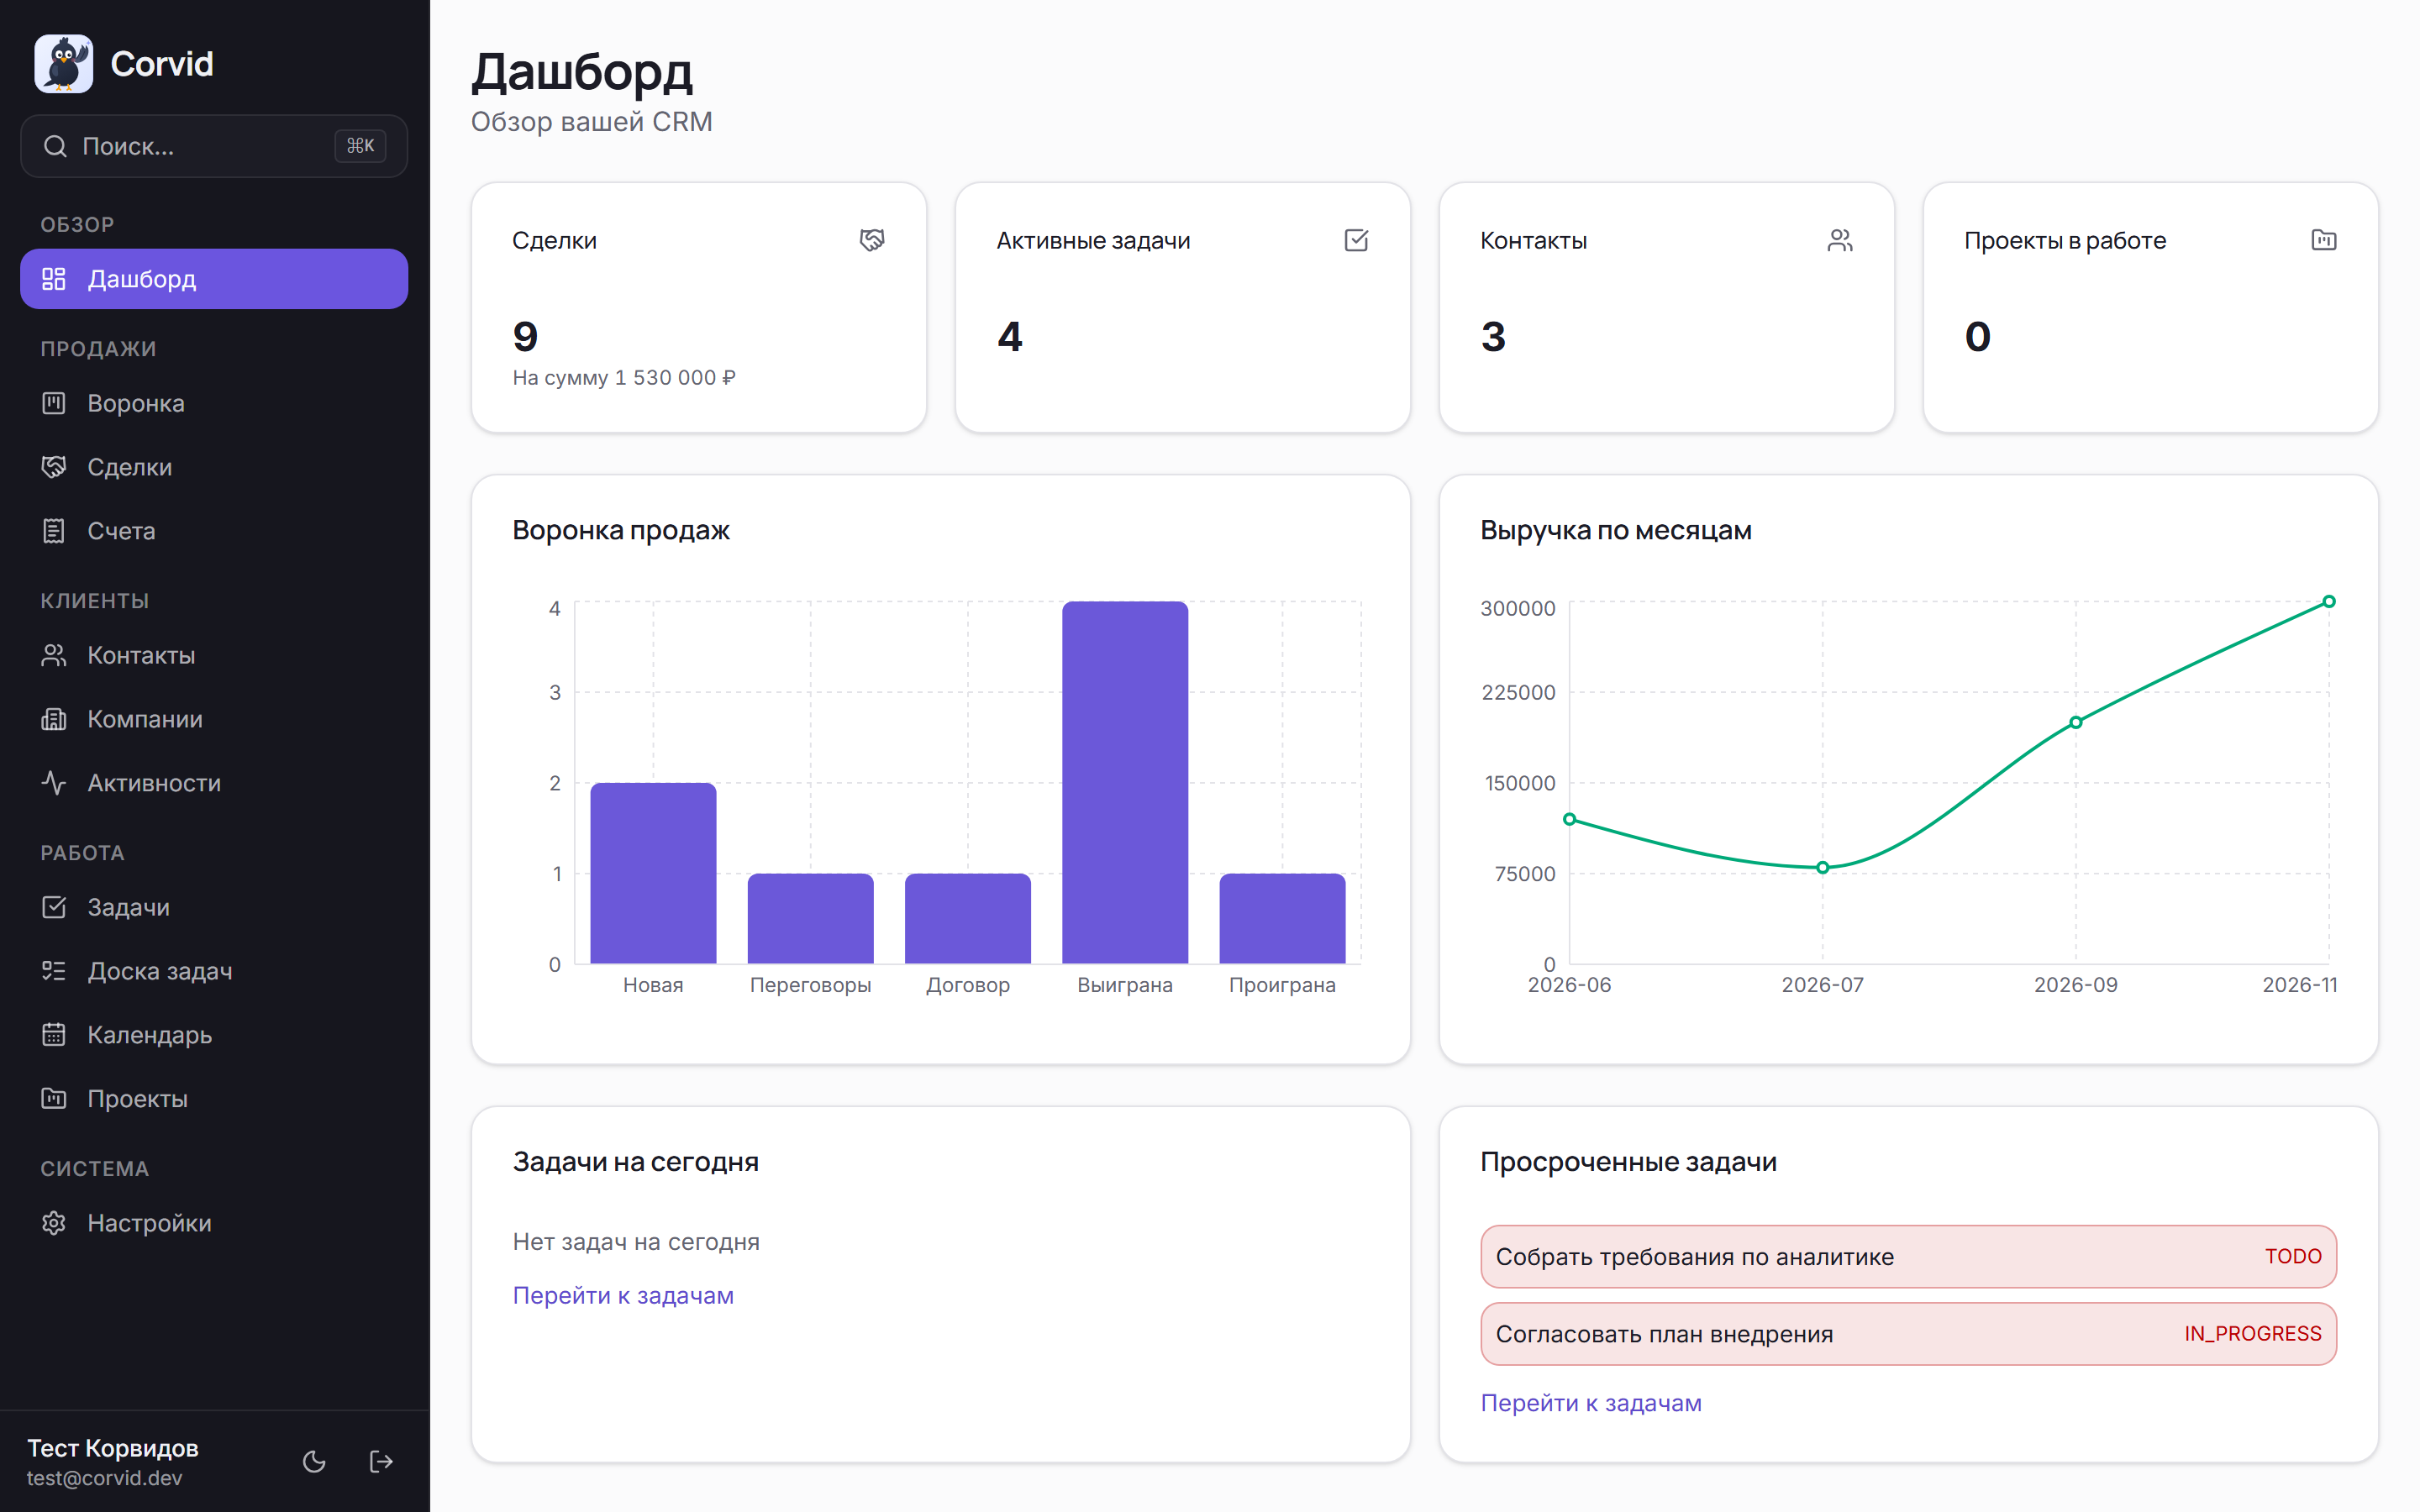 Corvid
Поиск...
⌘K
ОБЗОР
Дашборд
ПРОДАЖИ
Воронка
Сделки
Счета
КЛИЕНТЫ
Контакты
Компании
Активности
РАБОТА
Задачи
Доска задач
Календарь
Проекты
СИСТЕМА
Настройки
Тест Корвидов
test@corvid.dev
Дашборд
Обзор вашей CRM
Сделки
9
На сумму 1 530 000 ₽
Активные задачи
4
Контакты
3
Проекты в работе
0
Воронка продаж
4
3
2
1
0
Новая
Переговоры
Договор
Выиграна
Проиграна
Выручка по месяцам
300000
225000
150000
75000
0
2026-06
2026-07
2026-09
2026-11
Задачи на сегодня
Нет задач на сегодня
Перейти к задачам
Просроченные задачи
Собрать требования по аналитике
TODO
Согласовать план внедрения
IN_PROGRESS
Перейти к задачам